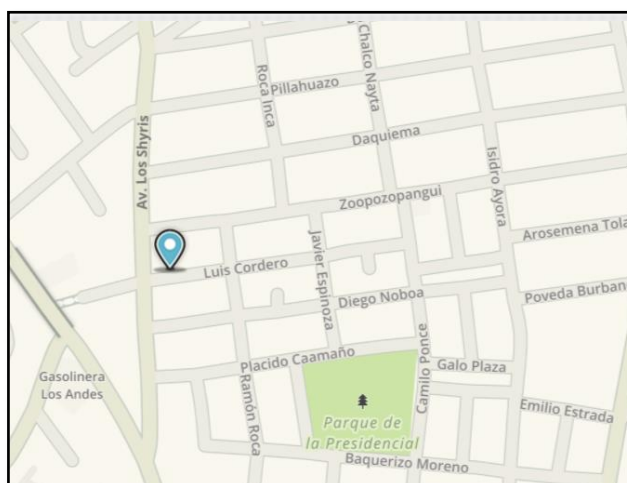 Chalco Nayta
Roca Inca
Pillahuazo
Daquiema
Av. Los Shyris
Isidro Ayora
Zoopozopangui
Arosemena Tola
Javier Espinoza
Luis Cordero
Diego Noboa
Poveda Burban
Placido Caamaño
Camilo Ponce
Galo Plaza
Gasolinera
Los Andes
Ramón Roca
Emilio Estrada
Parque de
la Presidencial
Baquerizo Moreno